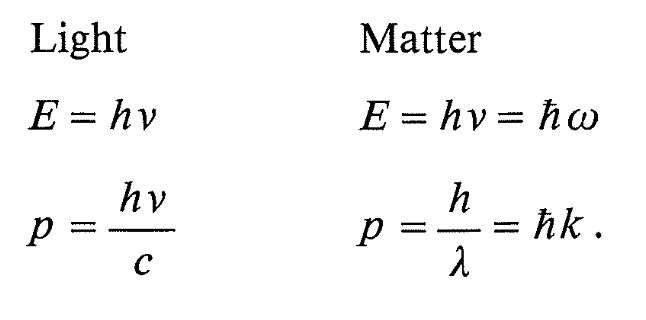 Light Matter
E = hν E = hν = ħω
p = hν/c p = h/λ = ħk.